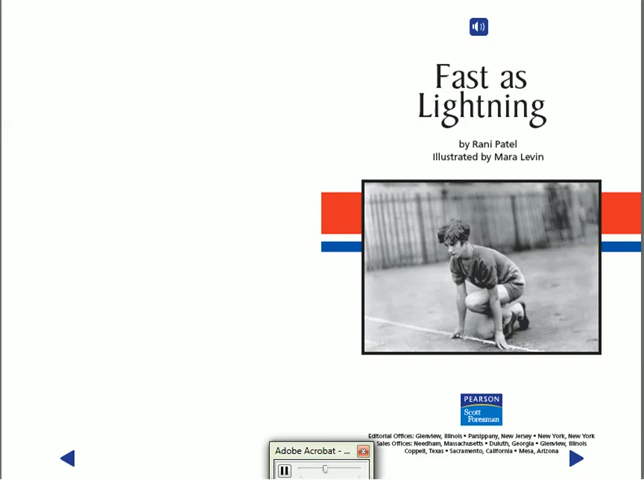 Fast as
Lightning
by Rani Patel
Illustrated by Mara Levin
PEARSON
Scott
Foresman
Editorial Offices: Glenview, Illinois • Parsippany, New Jersey • New York, New York
Sales Offices: Needham, Massachusetts • Duluth, Georgia • Glenview, Illinois
Coppell, Texas • Sacramento, California • Mesa, Arizona
Adobe Acrobat - ...